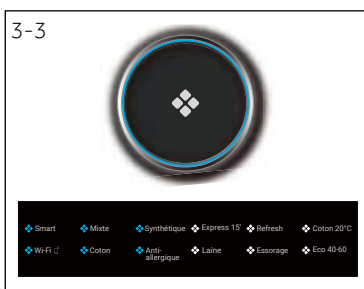 3-3
Smart Mixte Synthétique Express 15' Refresh Coton 20°C
Wi-Fi Coton Anti-allergique Laine Essorage Eco 40-60